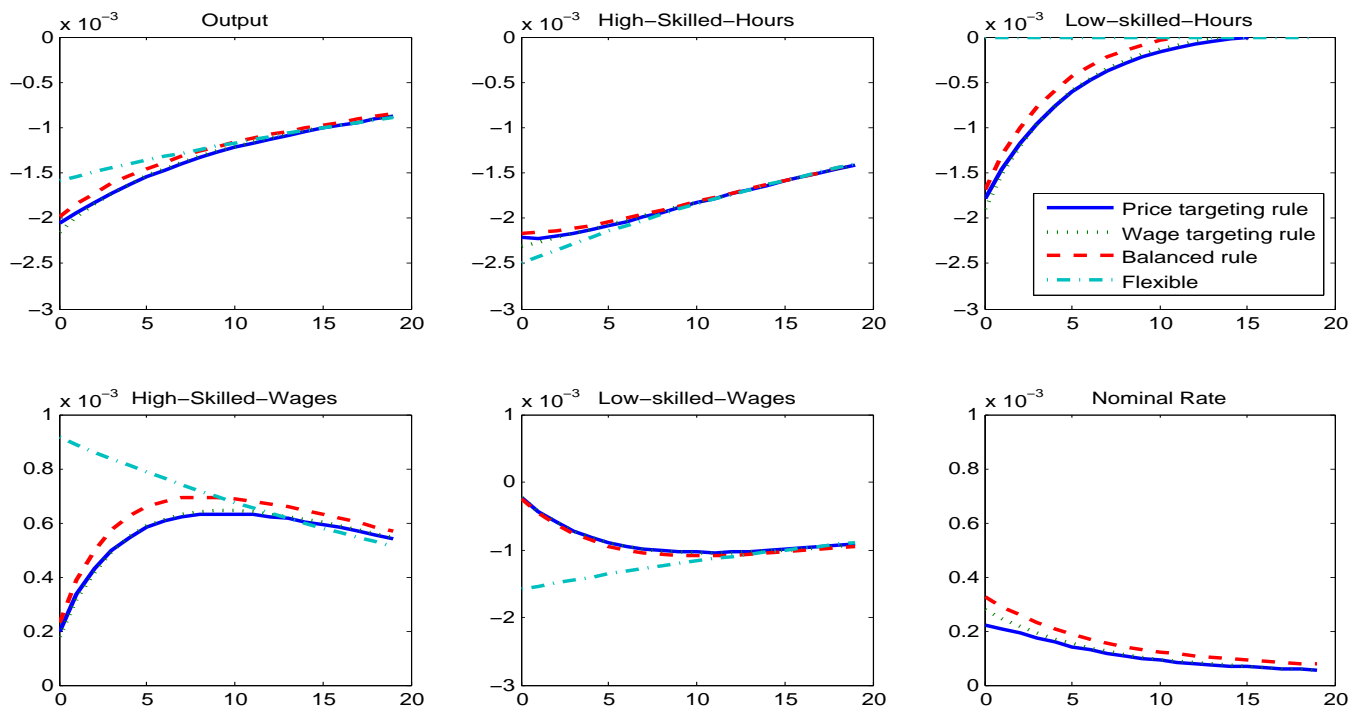 Output
x 10−3
0
−0.5
−1
−1.5
−2
−2.5
−3
0 5 10 15 20
High−Skilled−Hours
x 10−3
0
−0.5
−1
−1.5
−2
−2.5
−3
0 5 10 15 20
Low−skilled−Hours
x 10−3
0
−0.5
−1
−1.5
−2
−2.5
−3
0 5 10 15 20
Price targeting rule
Wage targeting rule
Balanced rule
Flexible
High−Skilled−Wages
x 10−3
1
0.8
0.6
0.4
0.2
0
0 5 10 15 20
Low−skilled−Wages
x 10−3
1
0
−1
−2
−3
0 5 10 15 20
Nominal Rate
x 10−3
1
0.8
0.6
0.4
0.2
0
0 5 10 15 20